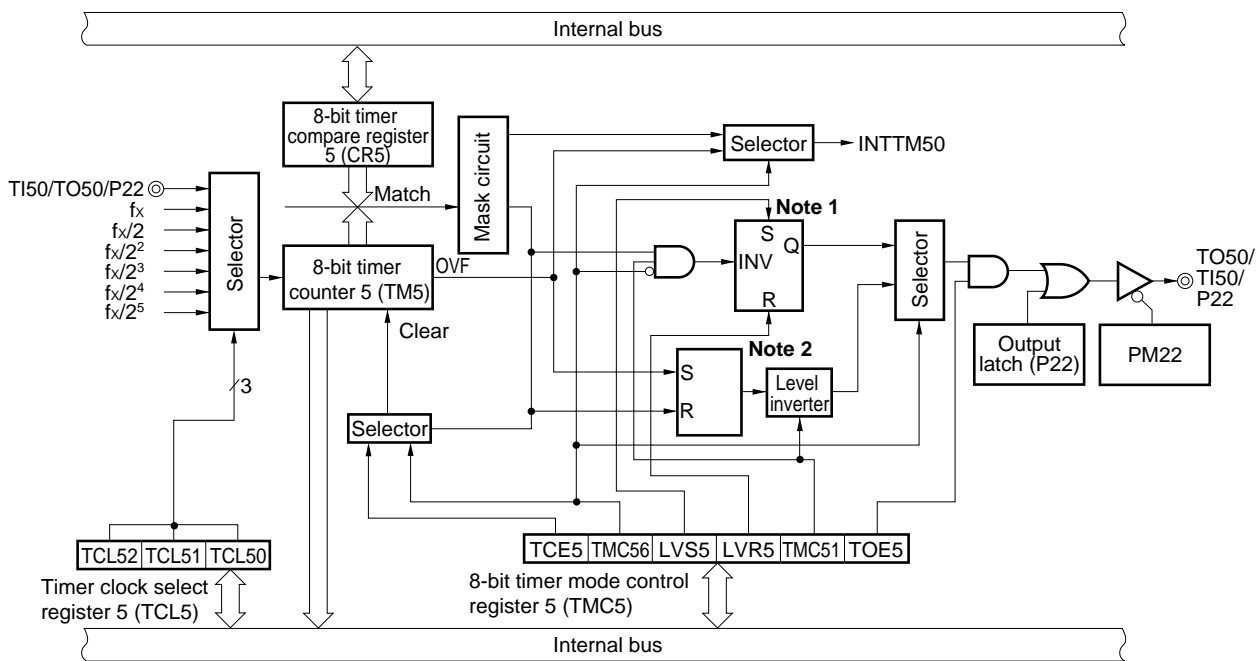 Internal bus
8-bit timer
compare register
5 (CR5)
Mask circuit
Selector
INTTM50
TI50/TO50/P22
Match
Note 1
fX
fX/2
fX/2²
fX/2³
fX/2⁴
fX/2⁵
Selector
8-bit timer
counter 5 (TM5)
OVF
Clear
S
Q
INV
R
Selector
TO50/
TI50/
P22
Note 2
Output
latch (P22)
PM22
S
R
Level
inverter
3
Selector
TCL52 TCL51 TCL50
Timer clock select
register 5 (TCL5)
TCE5 TMC56 LVS5 LVR5 TMC51 TOE5
8-bit timer mode control
register 5 (TMC5)
Internal bus